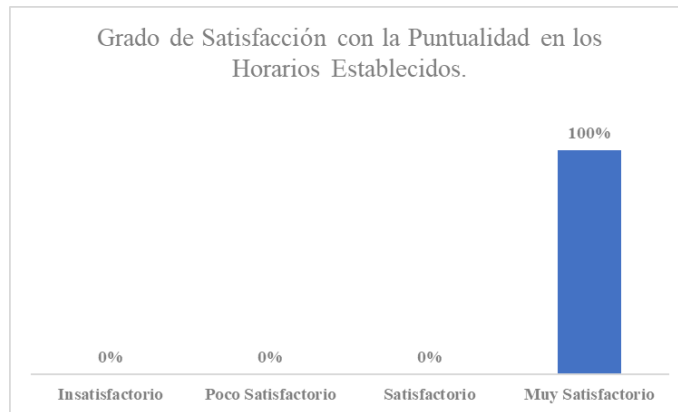 Grado de Satisfacción con la Puntualidad en los
Horarios Establecidos.
100%
0%
0%
0%
Insatisfactorio
Poco Satisfactorio
Satisfactorio
Muy Satisfactorio